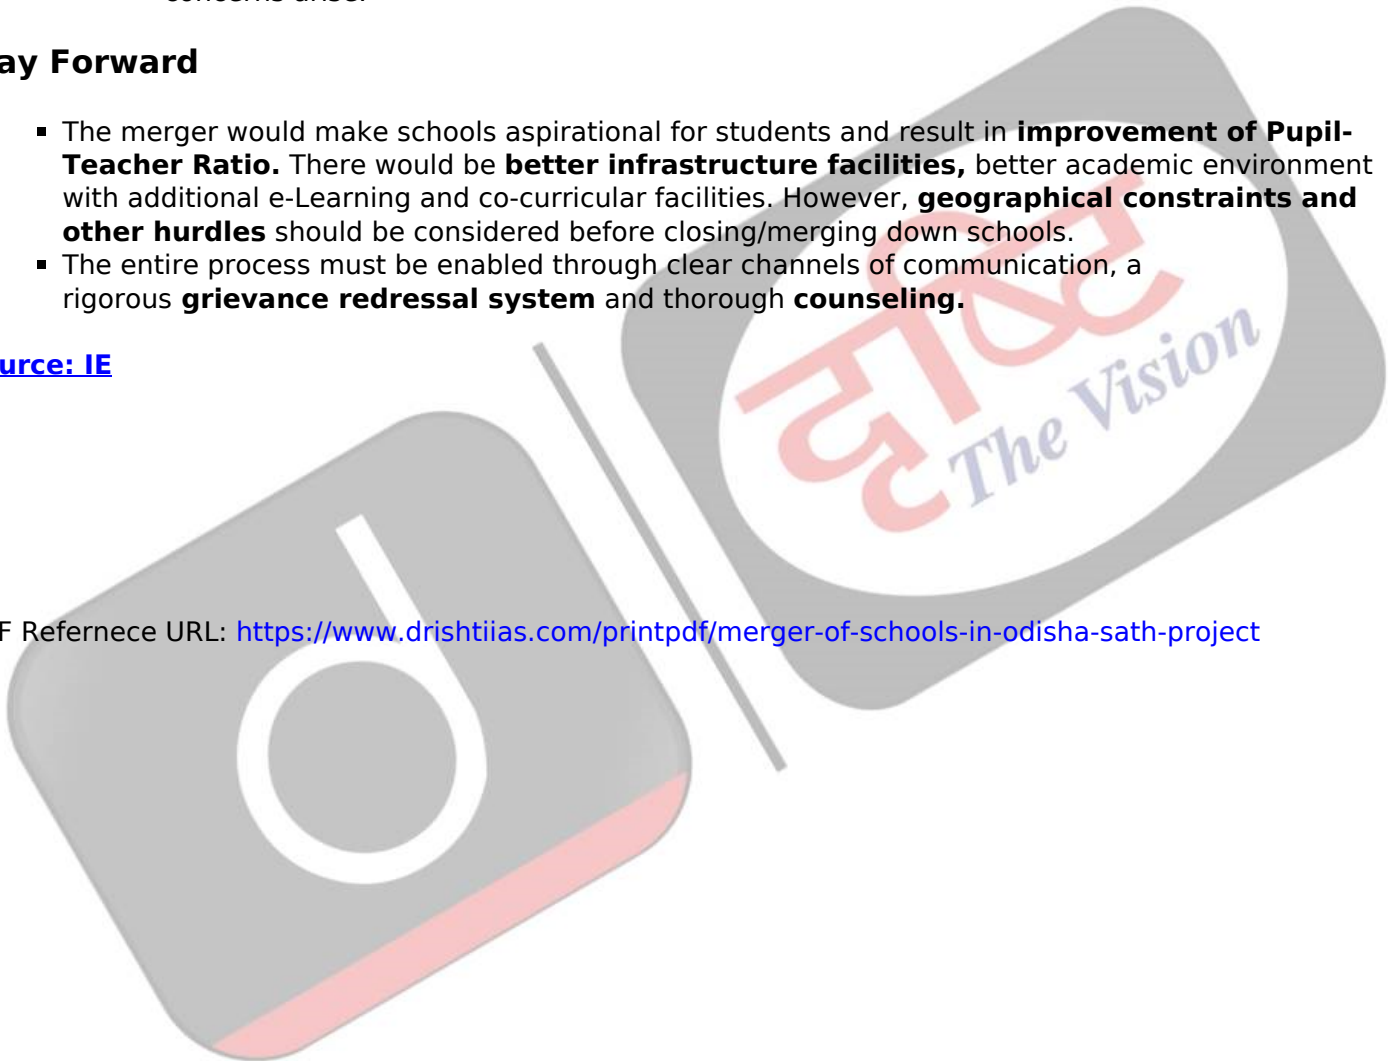 ay Forward
The merger would make schools aspirational for students and result in improvement of Pupil-
Teacher Ratio. There would be better infrastructure facilities, better academic environment
with additional e-Learning and co-curricular facilities. However, geographical constraints and
other hurdles should be considered before closing/merging down schools.
The entire process must be enabled through clear channels of communication, a
rigorous grievance redressal system and thorough counseling.
urce: IE
दृष्टि
The Vision
d
F Refernece URL: https://www.drishtiias.com/printpdf/merger-of-schools-in-odisha-sath-project